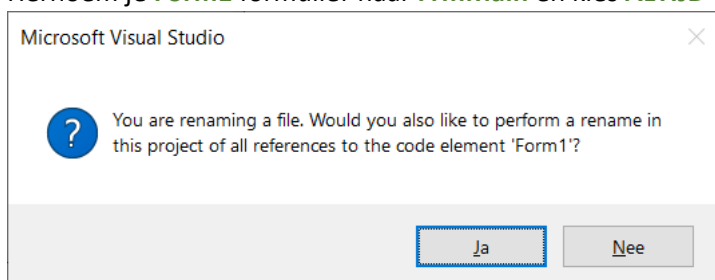 Microsoft Visual Studio
You are renaming a file. Would you also like to perform a rename in
this project of all references to the code element 'Form1'?
Ja
Nee